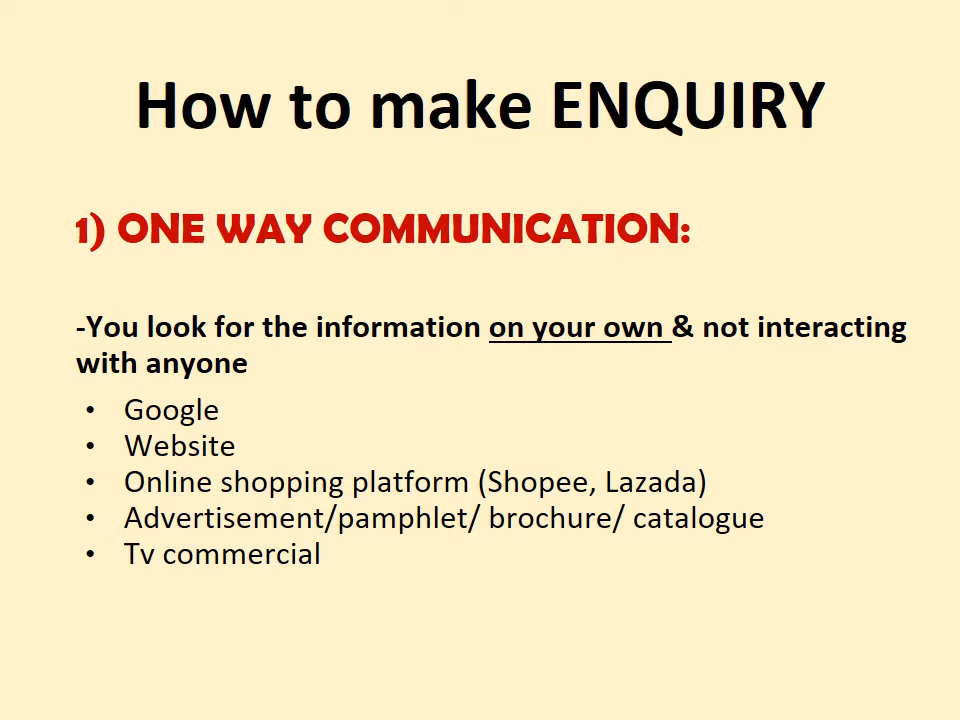 How to make ENQUIRY
1) ONE WAY COMMUNICATION:
-You look for the information on your own & not interacting
with anyone
• Google
• Website
• Online shopping platform (Shopee, Lazada)
• Advertisement/pamphlet/ brochure/ catalogue
• Tv commercial